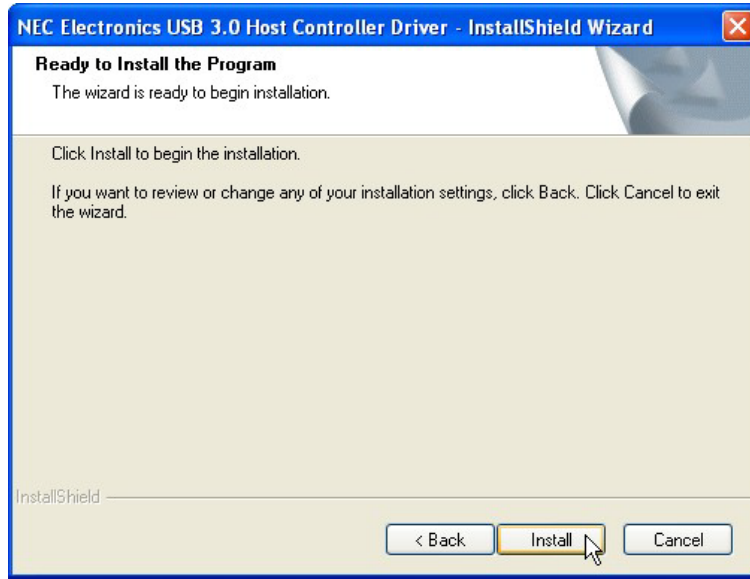 NEC Electronics USB 3.0 Host Controller Driver - InstallShield Wizard
Ready to Install the Program
The wizard is ready to begin installation.
Click Install to begin the installation.
If you want to review or change any of your installation settings, click Back. Click Cancel to exit
the wizard.
InstallShield
< Back Install Cancel